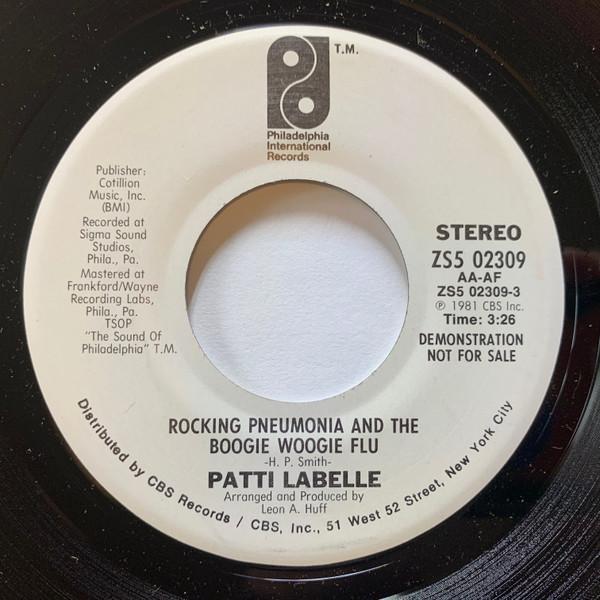 T.M.
Philadelphia
International
Records
Publisher:
Cotillion
Music, Inc.
(BMI)
Recorded at
Sigma Sound
Studios,
Phila., Pa.
Mastered at
Frankford/Wayne
Recording Labs,
Phila., Pa.
TSOP
"The Sound Of
Philadelphia" T.M.
STEREO
ZS5 02309
AA-AF
ZS5 02309-3
℗ 1981 CBS Inc.
Time: 3:26
DEMONSTRATION
NOT FOR SALE
ROCKING PNEUMONIA AND THE
BOOGIE WOOGIE FLU
-H. P. Smith-
PATTI LABELLE
Arranged and Produced by
Leon A. Huff
Distributed by CBS Records / CBS, Inc., 51 West 52 Street, New York City